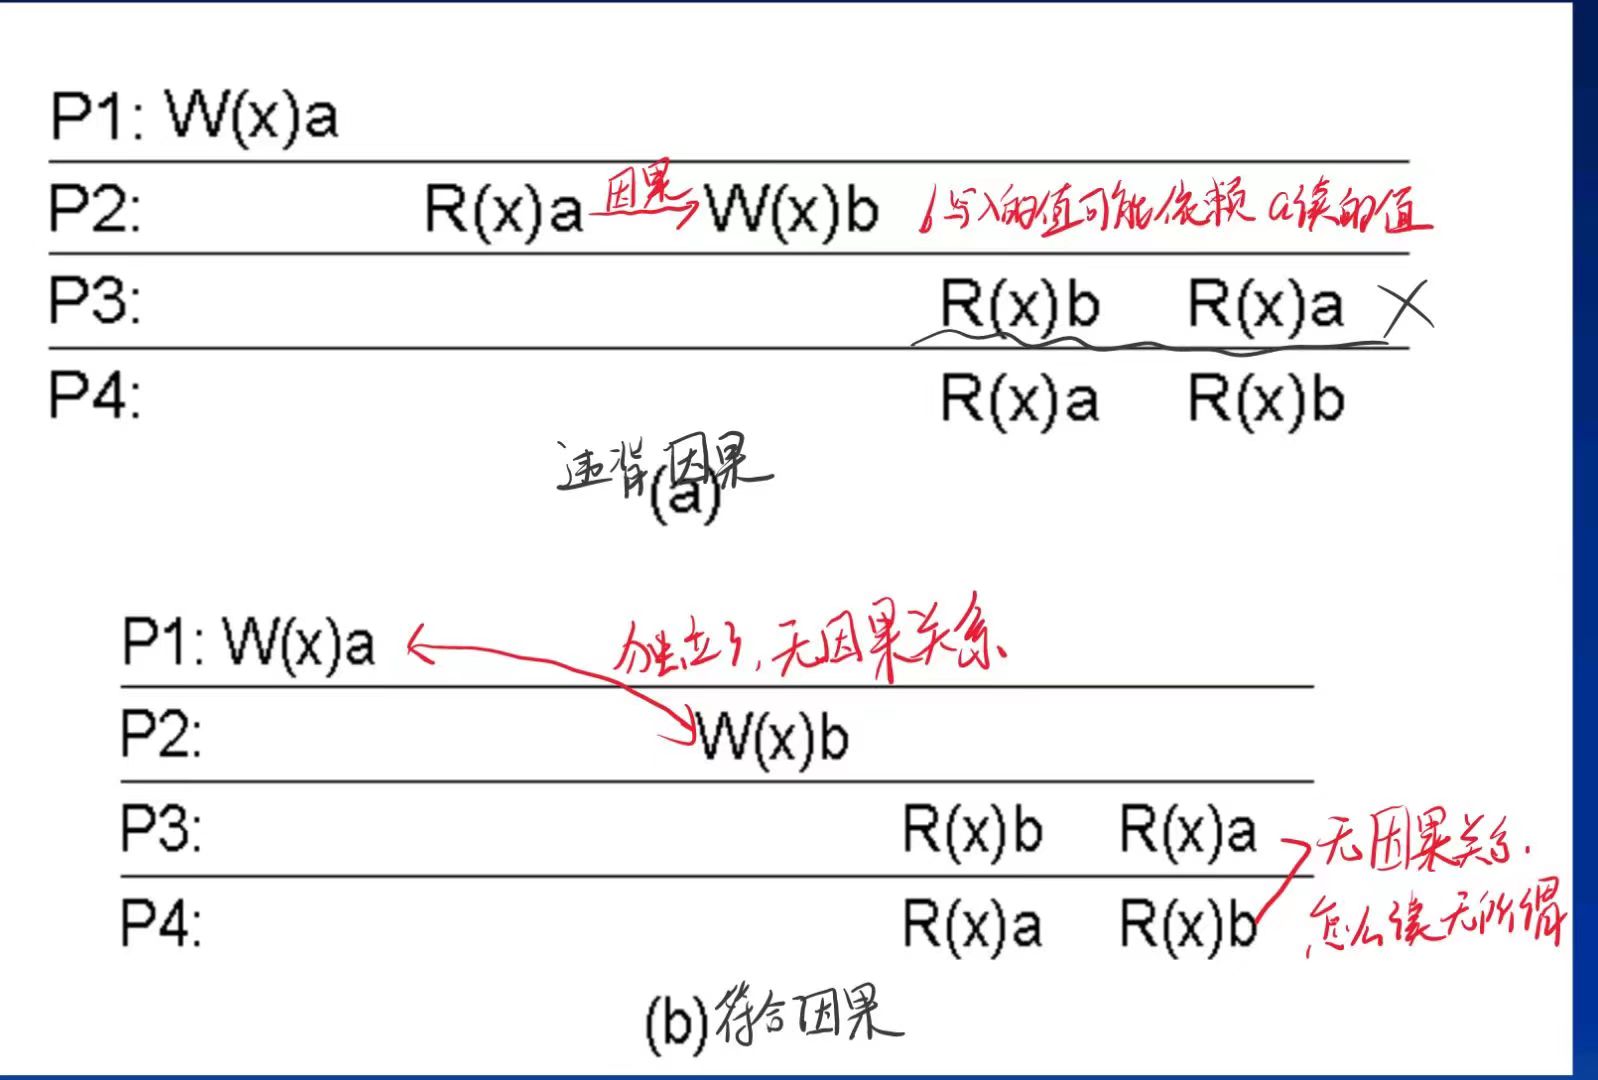 P1: W(x)a
P2: R(x)a 因果 W(x)b b写入的值可能依赖a读的值
P3: R(x)b R(x)a ×
P4: R(x)a R(x)b
违背因果
(a)
P1: W(x)a 独立了,无因果关系
P2: W(x)b
P3: R(x)b R(x)a 无因果关系.
P4: R(x)a R(x)b 怎么读无所谓
(b) 符合因果